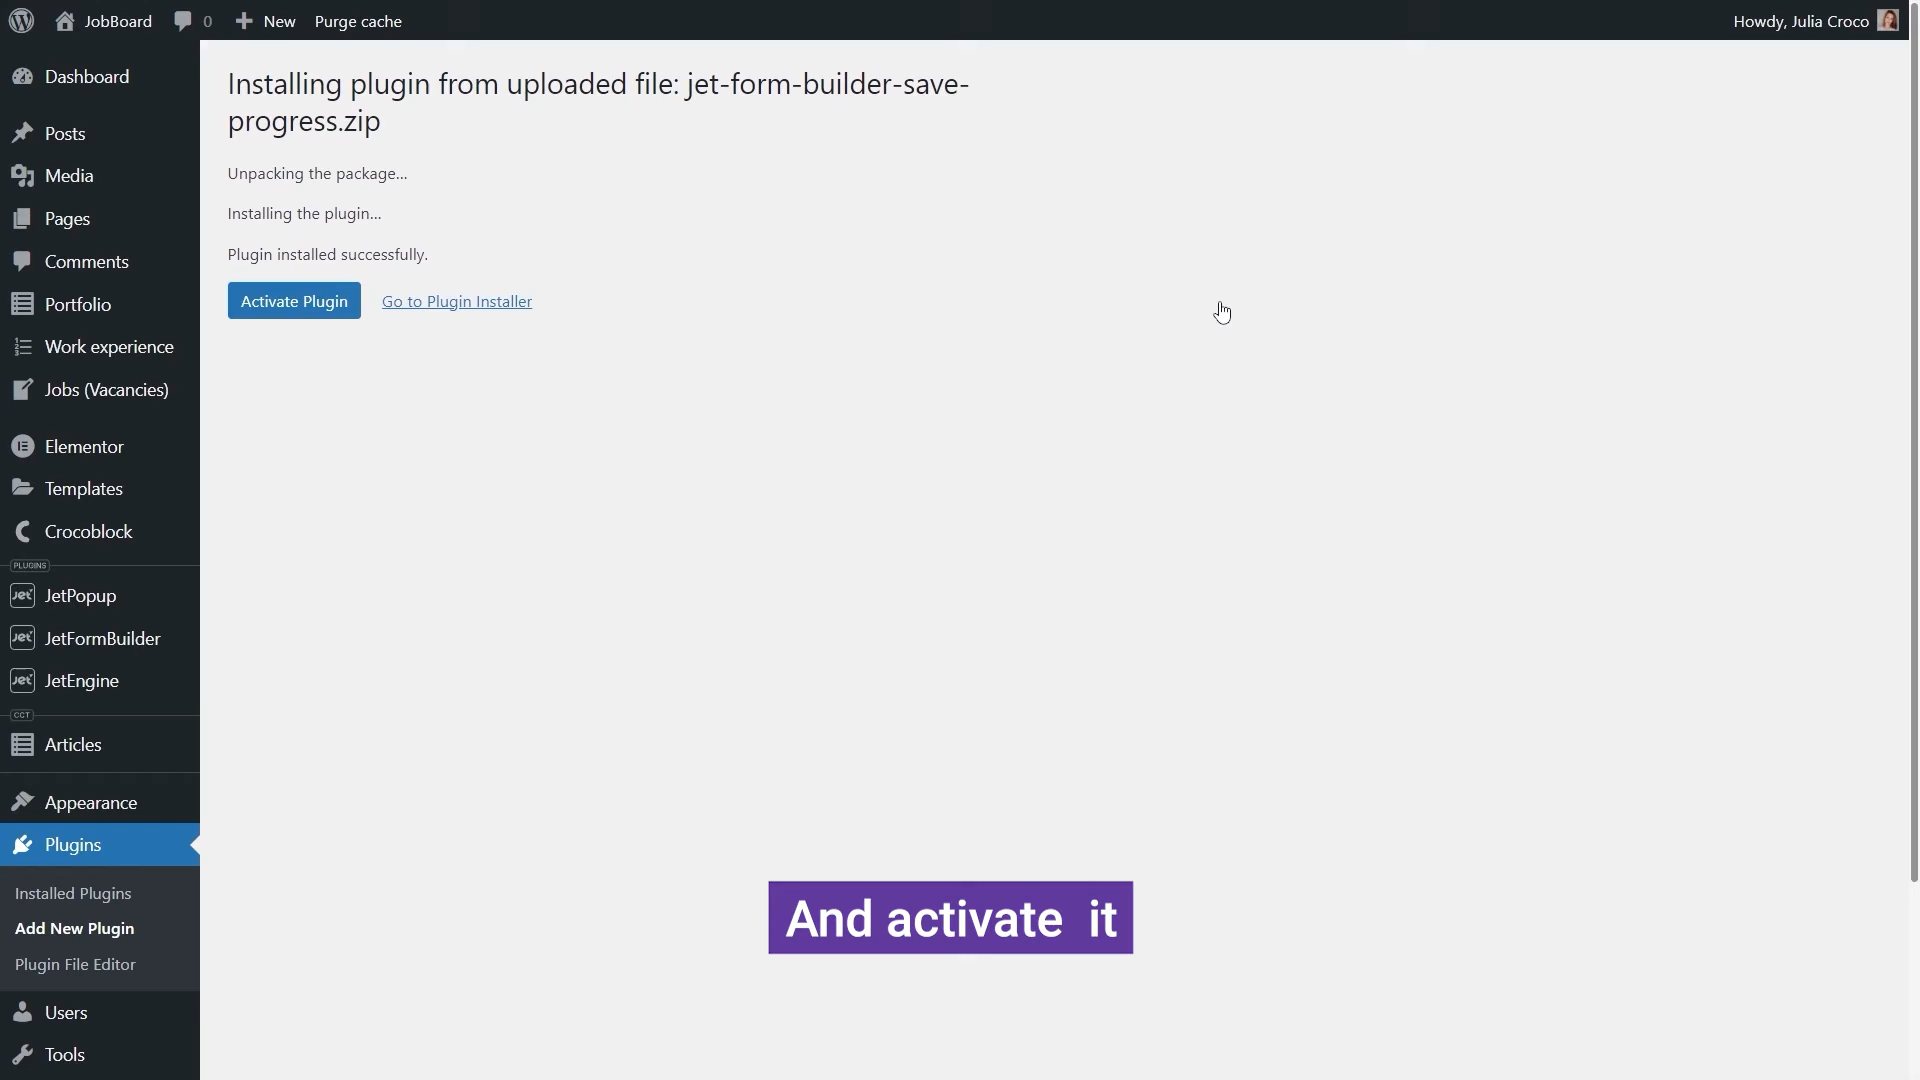 JobBoard
0
New
Purge cache
Howdy, Julia Croco
Dashboard
Posts
Media
Pages
Comments
Portfolio
Work experience
Jobs (Vacancies)
Elementor
Templates
Crocoblock
PLUGINS
Jet JetPopup
Jet JetFormBuilder
Jet JetEngine
CCT
Articles
Appearance
Plugins
Installed Plugins
Add New Plugin
Plugin File Editor
Users
Tools
Installing plugin from uploaded file: jet-form-builder-save-
progress.zip
Unpacking the package…
Installing the plugin…
Plugin installed successfully.
Activate Plugin
Go to Plugin Installer
And activate it